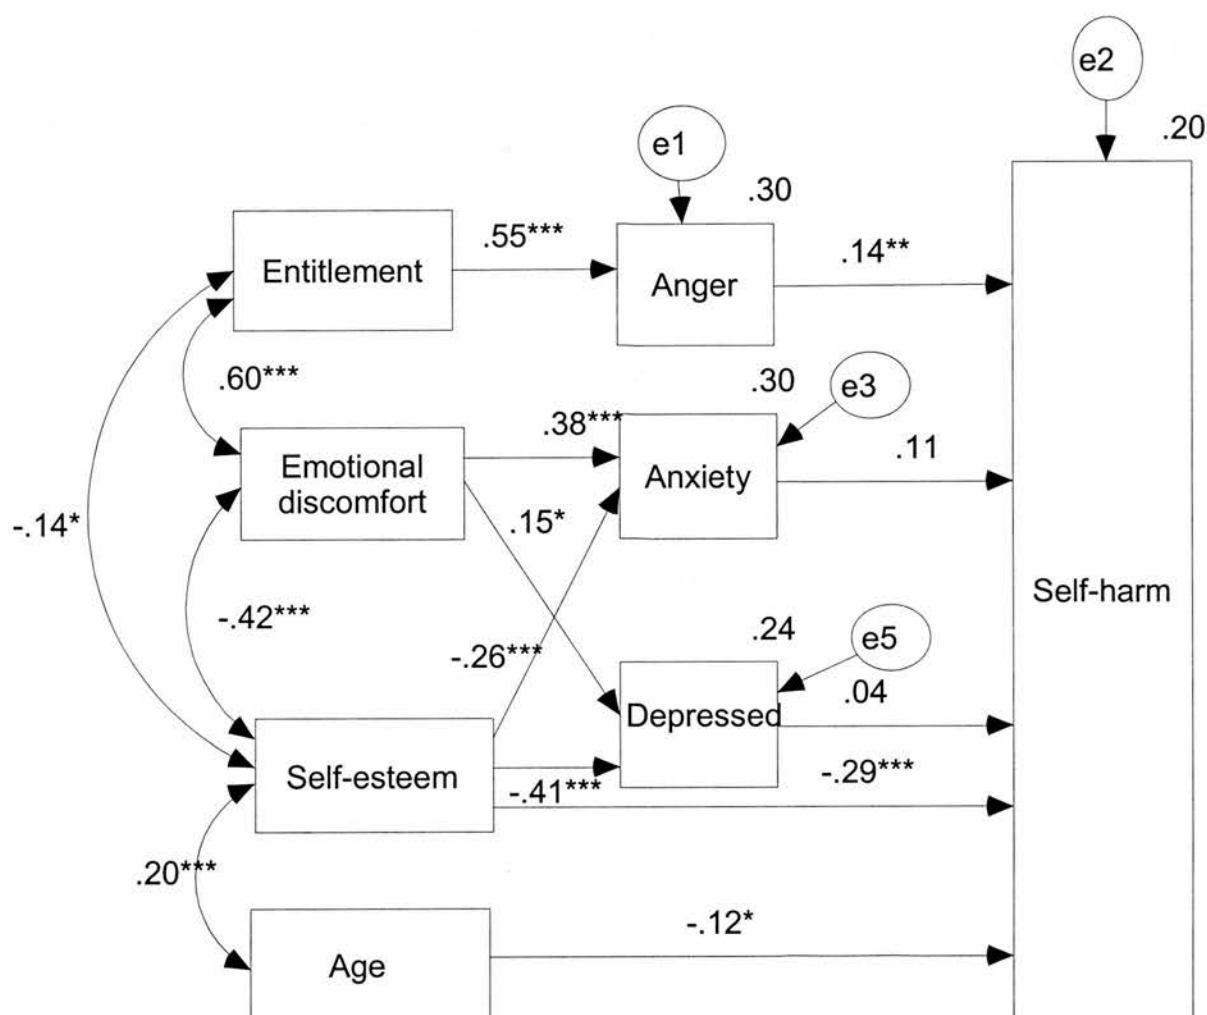 e2
.20
e1
.30
.55***
.14**
Entitlement
Anger
.60***
.30
e3
.38***
.11
Emotional
discomfort
Anxiety
-.14*
.15*
Self-harm
-.42***
-.26***
.24
e5
.04
Depressed
Self-esteem
-.41***
-.29***
.20***
-.12*
Age